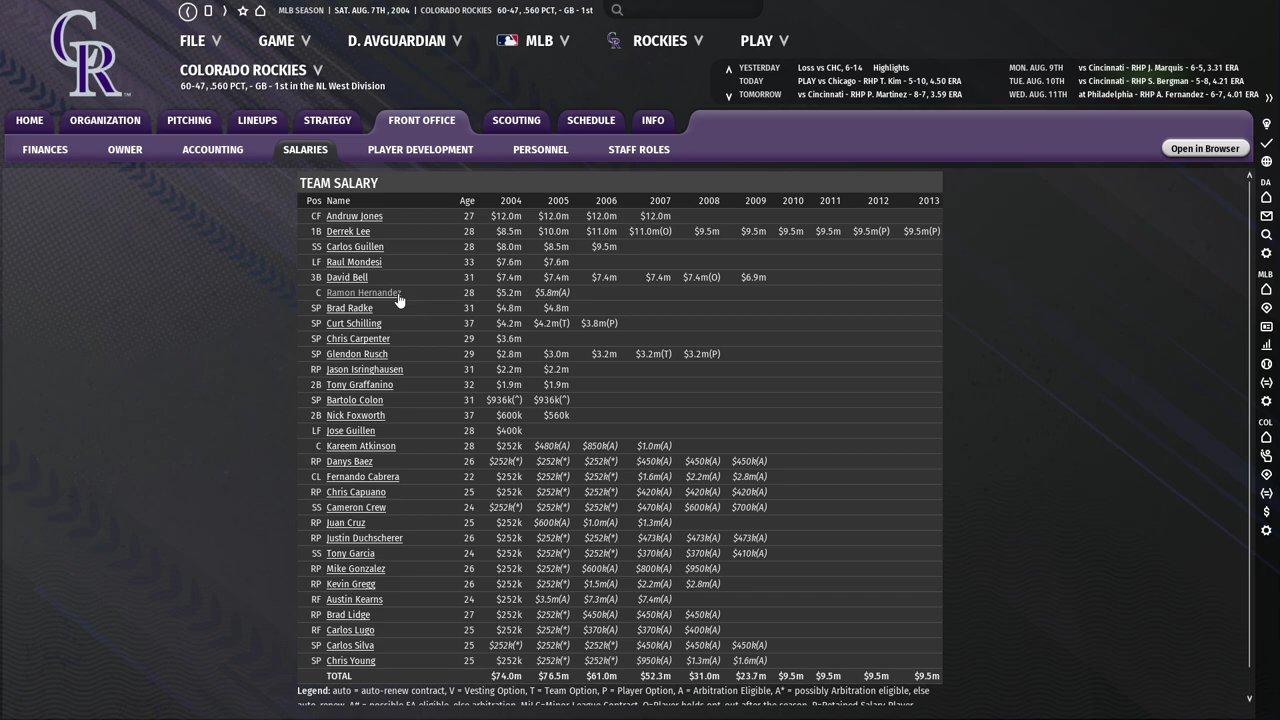 MLB SEASON | SAT. AUG. 7TH , 2004 | COLORADO ROCKIES 60-47, .560 PCT, - GB - 1st
FILE GAME D. AVGUARDIAN MLB ROCKIES PLAY
COLORADO ROCKIES
60-47, .560 PCT, - GB - 1st in the NL West Division
YESTERDAY Loss vs CHC, 6-14 Highlights MON. AUG. 9TH vs Cincinnati - RHP J. Marquis - 6-5, 3.31 ERA
TODAY PLAY vs Chicago - RHP T. Kim - 5-10, 4.50 ERA TUE. AUG. 10TH vs Cincinnati - RHP S. Bergman - 5-8, 4.21 ERA
TOMORROW vs Cincinnati - RHP P. Martinez - 8-7, 3.59 ERA WED. AUG. 11TH at Philadelphia - RHP A. Fernandez - 6-7, 4.01 ERA
HOME ORGANIZATION PITCHING LINEUPS STRATEGY FRONT OFFICE SCOUTING SCHEDULE INFO
FINANCES OWNER ACCOUNTING SALARIES PLAYER DEVELOPMENT PERSONNEL STAFF ROLES Open in Browser
TEAM SALARY
Pos Name Age 2004 2005 2006 2007 2008 2009 2010 2011 2012 2013
CF Andruw Jones 27 $12.0m $12.0m $12.0m $12.0m
1B Derrek Lee 28 $8.5m $10.0m $11.0m $11.0m(O) $9.5m $9.5m $9.5m $9.5m $9.5m(P) $9.5m(P)
SS Carlos Guillen 28 $8.0m $8.5m $9.5m
LF Raul Mondesi 33 $7.6m $7.6m
3B David Bell 31 $7.4m $7.4m $7.4m $7.4m $7.4m(O) $6.9m
C Ramon Hernandez 28 $5.2m $5.8m(A)
SP Brad Radke 31 $4.8m $4.8m
SP Curt Schilling 37 $4.2m $4.2m(T) $3.8m(P)
SP Chris Carpenter 29 $3.6m
SP Glendon Rusch 29 $2.8m $3.0m $3.2m $3.2m(T) $3.2m(P)
RP Jason Isringhausen 31 $2.2m $2.2m
2B Tony Graffanino 32 $1.9m $1.9m
SP Bartolo Colon 31 $936k(^) $936k(^)
2B Nick Foxworth 37 $600k $560k
LF Jose Guillen 28 $400k
C Kareem Atkinson 28 $252k $480k(A) $850k(A) $1.0m(A)
RP Danys Baez 26 $252k(*) $252k(*) $252k(*) $450k(A) $450k(A) $450k(A)
CL Fernando Cabrera 22 $252k $252k(*) $252k(*) $1.6m(A) $2.2m(A) $2.8m(A)
RP Chris Capuano 25 $252k $252k(*) $252k(*) $420k(A) $420k(A) $420k(A)
SS Cameron Crew 24 $252k(*) $252k(*) $252k(*) $470k(A) $600k(A) $700k(A)
RP Juan Cruz 25 $252k $600k(A) $1.0m(A) $1.3m(A)
RP Justin Duchscherer 26 $252k $252k(*) $252k(*) $473k(A) $473k(A) $473k(A)
SS Tony Garcia 24 $252k $252k(*) $252k(*) $370k(A) $370k(A) $410k(A)
RP Mike Gonzalez 26 $252k $252k(*) $600k(A) $800k(A) $950k(A)
RP Kevin Gregg 26 $252k $252k(*) $1.5m(A) $2.2m(A) $2.8m(A)
RF Austin Kearns 24 $252k $3.5m(A) $7.3m(A) $7.4m(A)
RP Brad Lidge 27 $252k $252k(*) $450k(A) $450k(A) $450k(A)
RF Carlos Lugo 25 $252k $252k(*) $370k(A) $370k(A) $400k(A)
SP Carlos Silva 25 $252k(*) $252k(*) $252k(*) $450k(A) $450k(A) $450k(A)
SP Chris Young 25 $252k $252k(*) $252k(*) $950k(A) $1.3m(A) $1.6m(A)
TOTAL $74.0m $76.5m $61.0m $52.3m $31.0m $23.7m $9.5m $9.5m $9.5m $9.5m
Legend: auto = auto-renew contract, V = Vesting Option, T = Team Option, P = Player Option, A = Arbitration Eligible, A* = possibly Arbitration eligible, else
DA
MLB
COL
CR